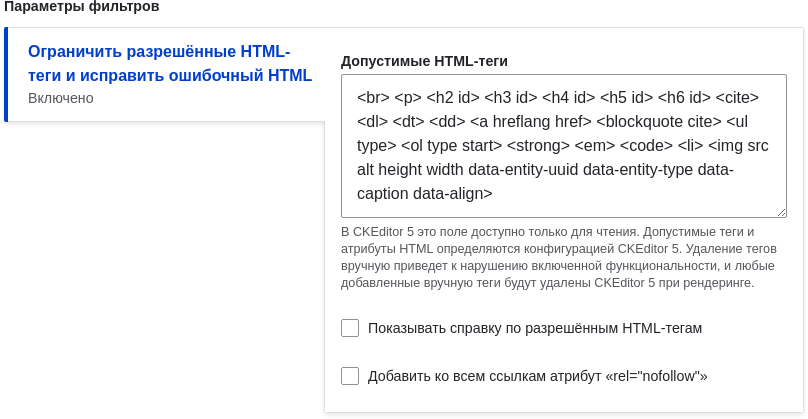 Параметры фильтров
Ограничить разрешённые HTML-
теги и исправить ошибочный HTML
Включено
Допустимые HTML-теги
<br> <p> <h2 id> <h3 id> <h4 id> <h5 id> <h6 id> <cite>
<dl> <dt> <dd> <a hreflang href> <blockquote cite> <ul
type> <ol type start> <strong> <em> <code> <li> <img src
alt height width data-entity-uuid data-entity-type data-
caption data-align>
В CKEditor 5 это поле доступно только для чтения. Допустимые теги и
атрибуты HTML определяются конфигурацией CKEditor 5. Удаление тегов
вручную приведет к нарушению включенной функциональности, и любые
добавленные вручную теги будут удалены CKEditor 5 при рендеринге.
Показывать справку по разрешённым HTML-тегам
Добавить ко всем ссылкам атрибут «rel="nofollow"»